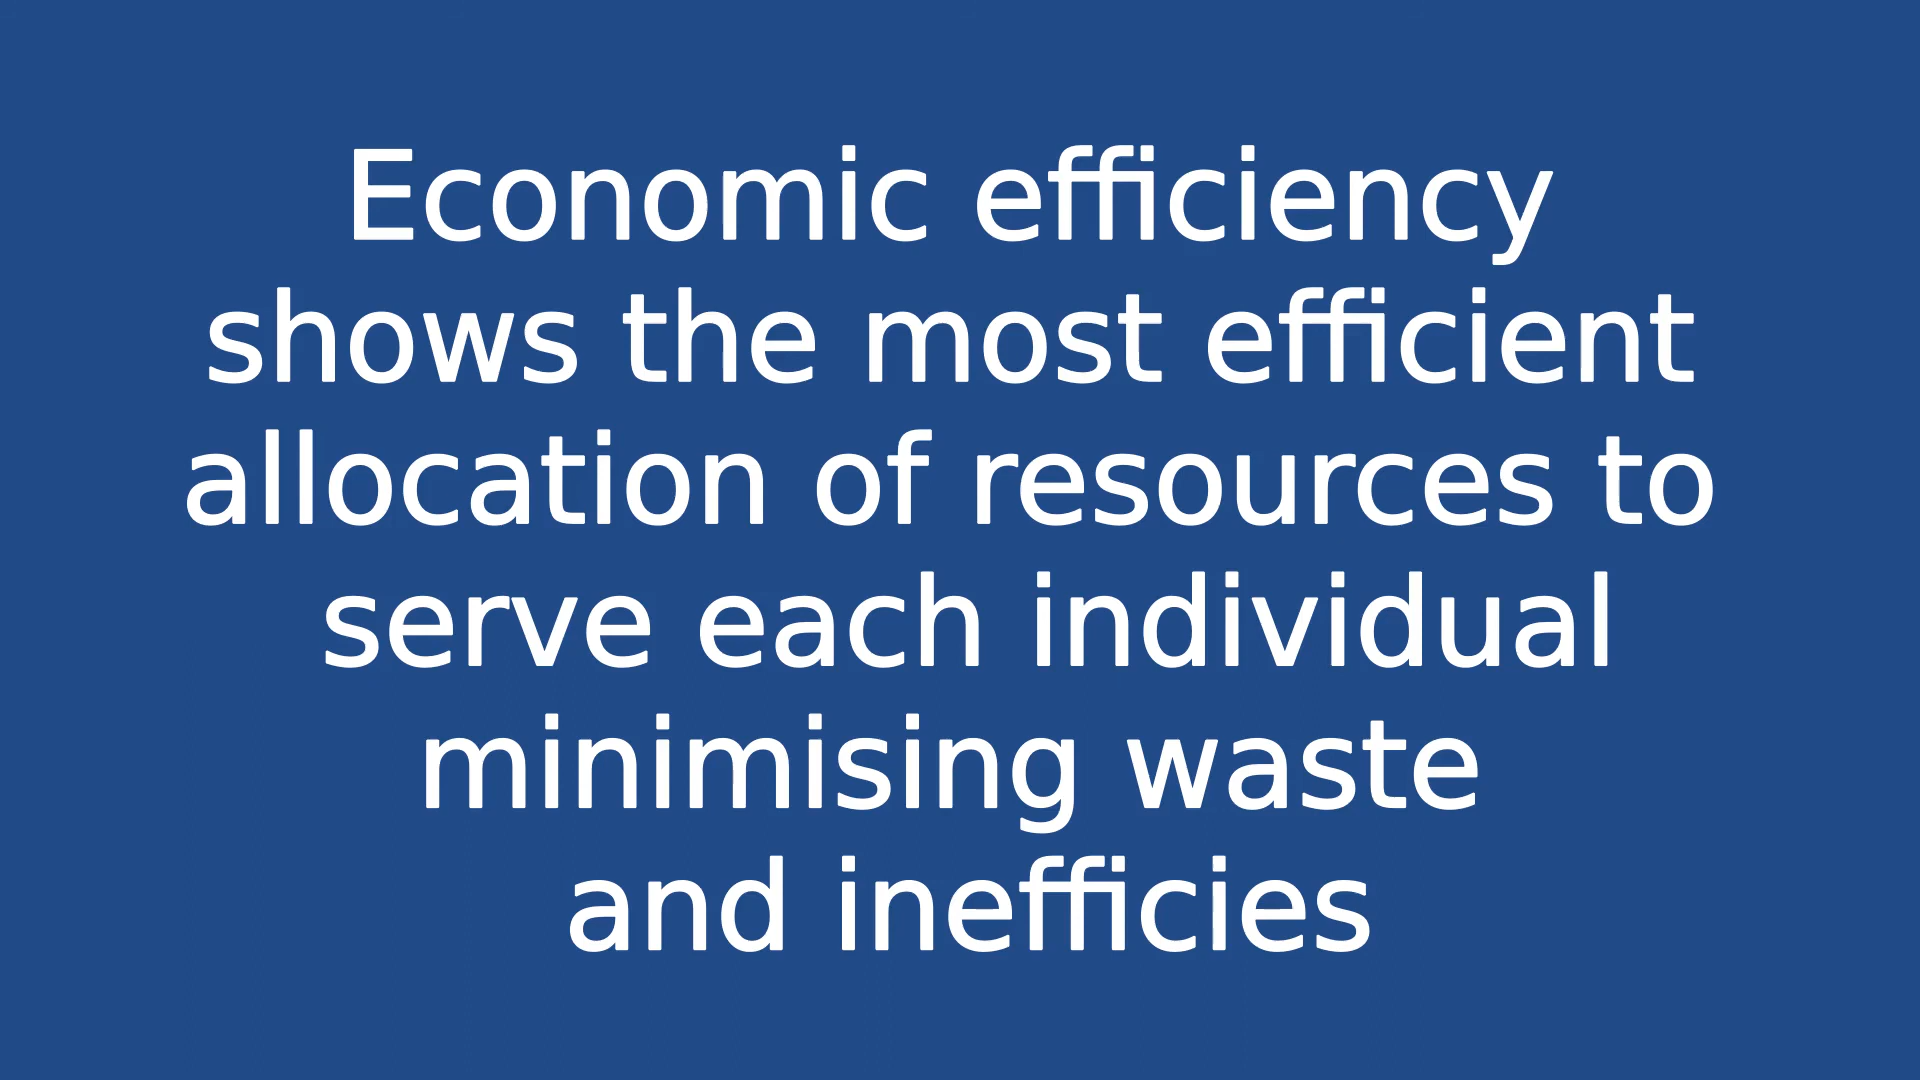 Economic efficiency
shows the most efficient
allocation of resources to
serve each individual
minimising waste
and inefficies